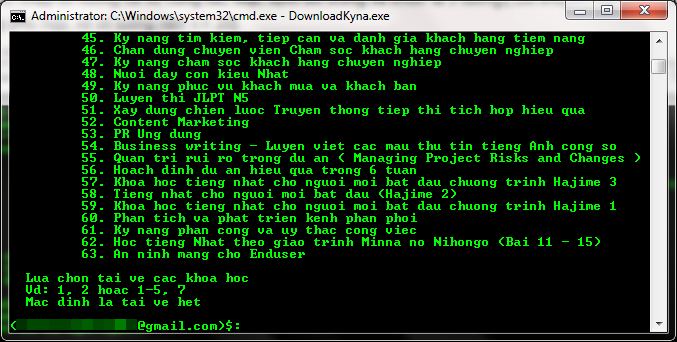 Administrator: C:\Windows\system32\cmd.exe - DownloadKyna.exe
45. Ky nang tim kiem, tiep can va danh gia khach hang tiem nang
46. Chan dung chuyen vien Cham soc khach hang chuyen nghiep
47. Ky nang cham soc khach hang chuyen nghiep
48. Nuoi day con kieu Nhat
49. Ky nang phuc vu khach mua va khach ban
50. Luyen thi JLPT N5
51. Xay dung chien luoc Truyen thong tiep thi tich hop hieu qua
52. Content Marketing
53. PR Ung dung
54. Business writing - Luyen viet cac mau thu tin tieng Anh cong so
55. Quan tri rui ro trong du an ( Managing Project Risks and Changes )
56. Hoach dinh du an hieu qua trong 6 tuan
57. Khoa hoc tieng nhat cho nguoi moi bat dau chuong trinh Hajime 3
58. Tieng nhat cho nguoi moi bat dau (Hajime 2)
59. Khoa hoc tieng nhat cho nguoi moi bat dau chuong trinh Hajime 1
60. Phan tich va phat trien kenh phan phoi
61. Ky nang phan cong va uy thac cong viec
62. Hoc tieng Nhat theo giao trinh Minna no Nihongo (Bai 11 - 15)
63. An ninh mang cho Enduser
Lua chon tai ve cac khoa hoc
Vd: 1, 2 hoac 1-5, 7
Mac dinh la tai ve het
( @gmail.com)$: